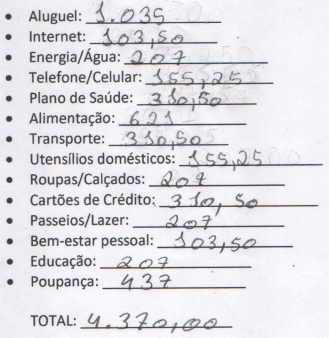 • Aluguel: 1.035
• Internet: 103,50
• Energia/Água: 207
• Telefone/Celular: 155,25
• Plano de Saúde: 310,50
• Alimentação: 621
• Transporte: 310,50
• Utensílios domésticos: 155,25
• Roupas/Calçados: 207
• Cartões de Crédito: 310,50
• Passeios/Lazer: 207
• Bem-estar pessoal: 103,50
• Educação: 207
• Poupança: 437
TOTAL: 4.370,00